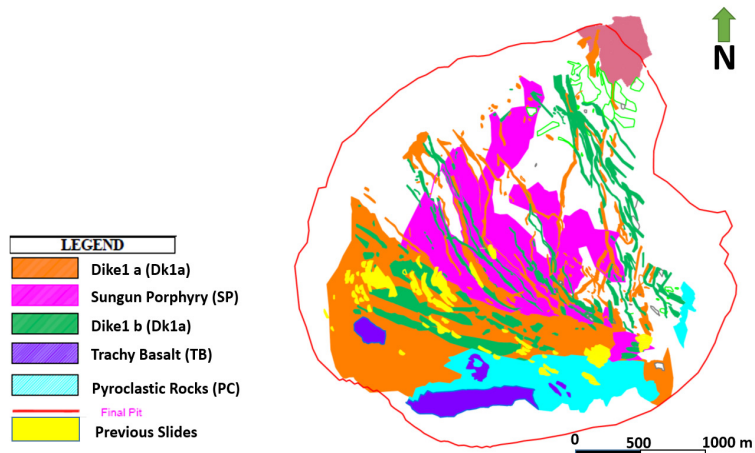 N
LEGEND
Dike1 a (Dk1a)
Sungun Porphyry (SP)
Dike1 b (Dk1a)
Trachy Basalt (TB)
Pyroclastic Rocks (PC)
Final Pit
Previous Slides
0 500 1000 m